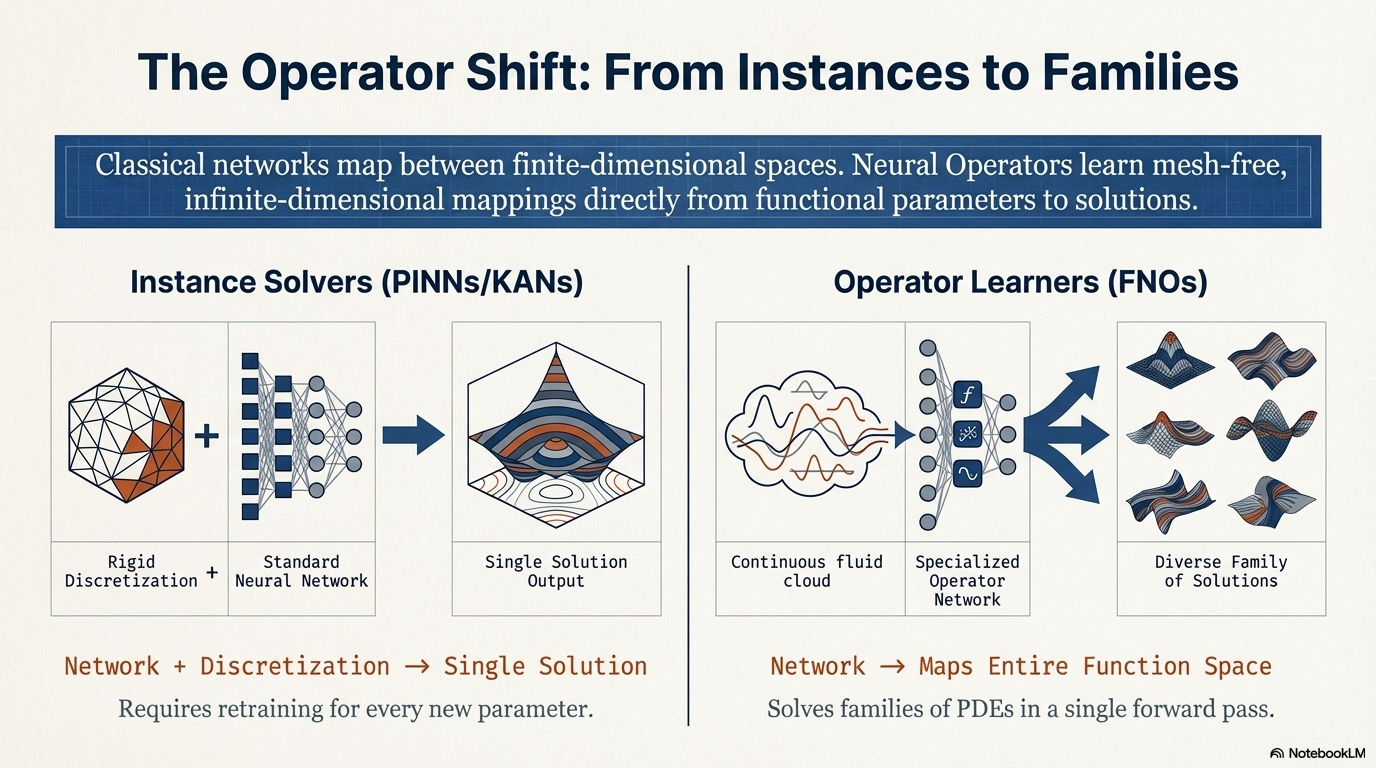 The Operator Shift: From Instances to Families
Classical networks map between finite-dimensional spaces. Neural Operators learn mesh-free,
infinite-dimensional mappings directly from functional parameters to solutions.
Instance Solvers (PINNs/KANs)
+
Rigid
Discretization +
Standard
Neural Network
Single Solution
Output
Network + Discretization → Single Solution
Requires retraining for every new parameter.
Operator Learners (FNOs)
f
Continuous fluid
cloud
Specialized
Operator
Network
Diverse Family
of Solutions
Network → Maps Entire Function Space
Solves families of PDEs in a single forward pass.
NotebookLM